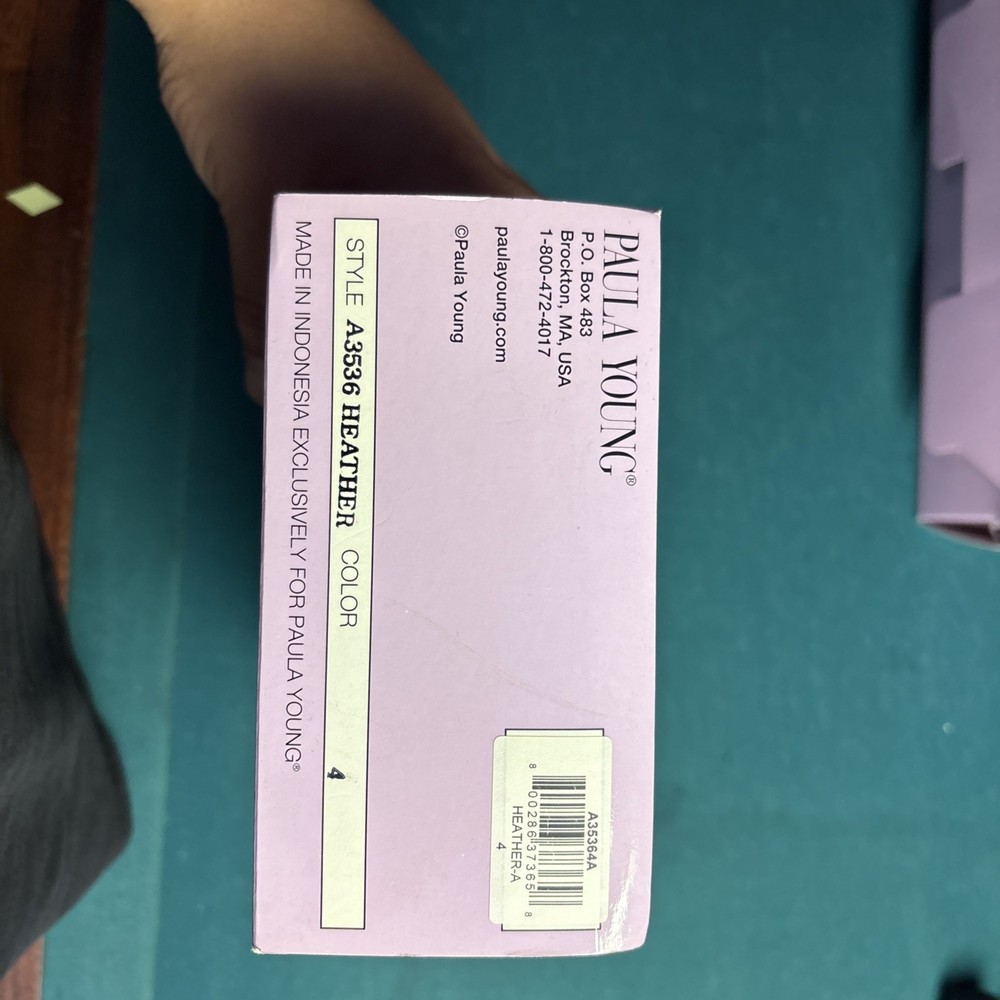 PAULA YOUNG®
P.O. Box 483
Brockton, MA, USA
1-800-472-4017
paulayoung.com
©Paula Young
A35364A
8 00286 37365 8
HEATHER-A
4
STYLE A3536 HEATHER COLOR 4
MADE IN INDONESIA EXCLUSIVELY FOR PAULA YOUNG®